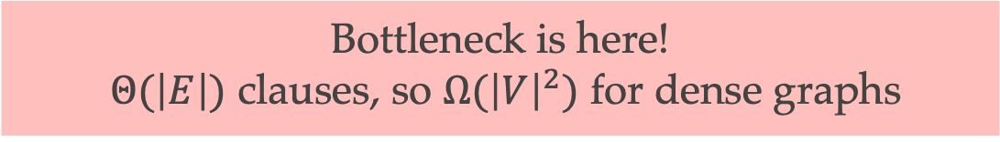 Bottleneck is here!
Θ(|E|) clauses, so Ω(|V|²) for dense graphs